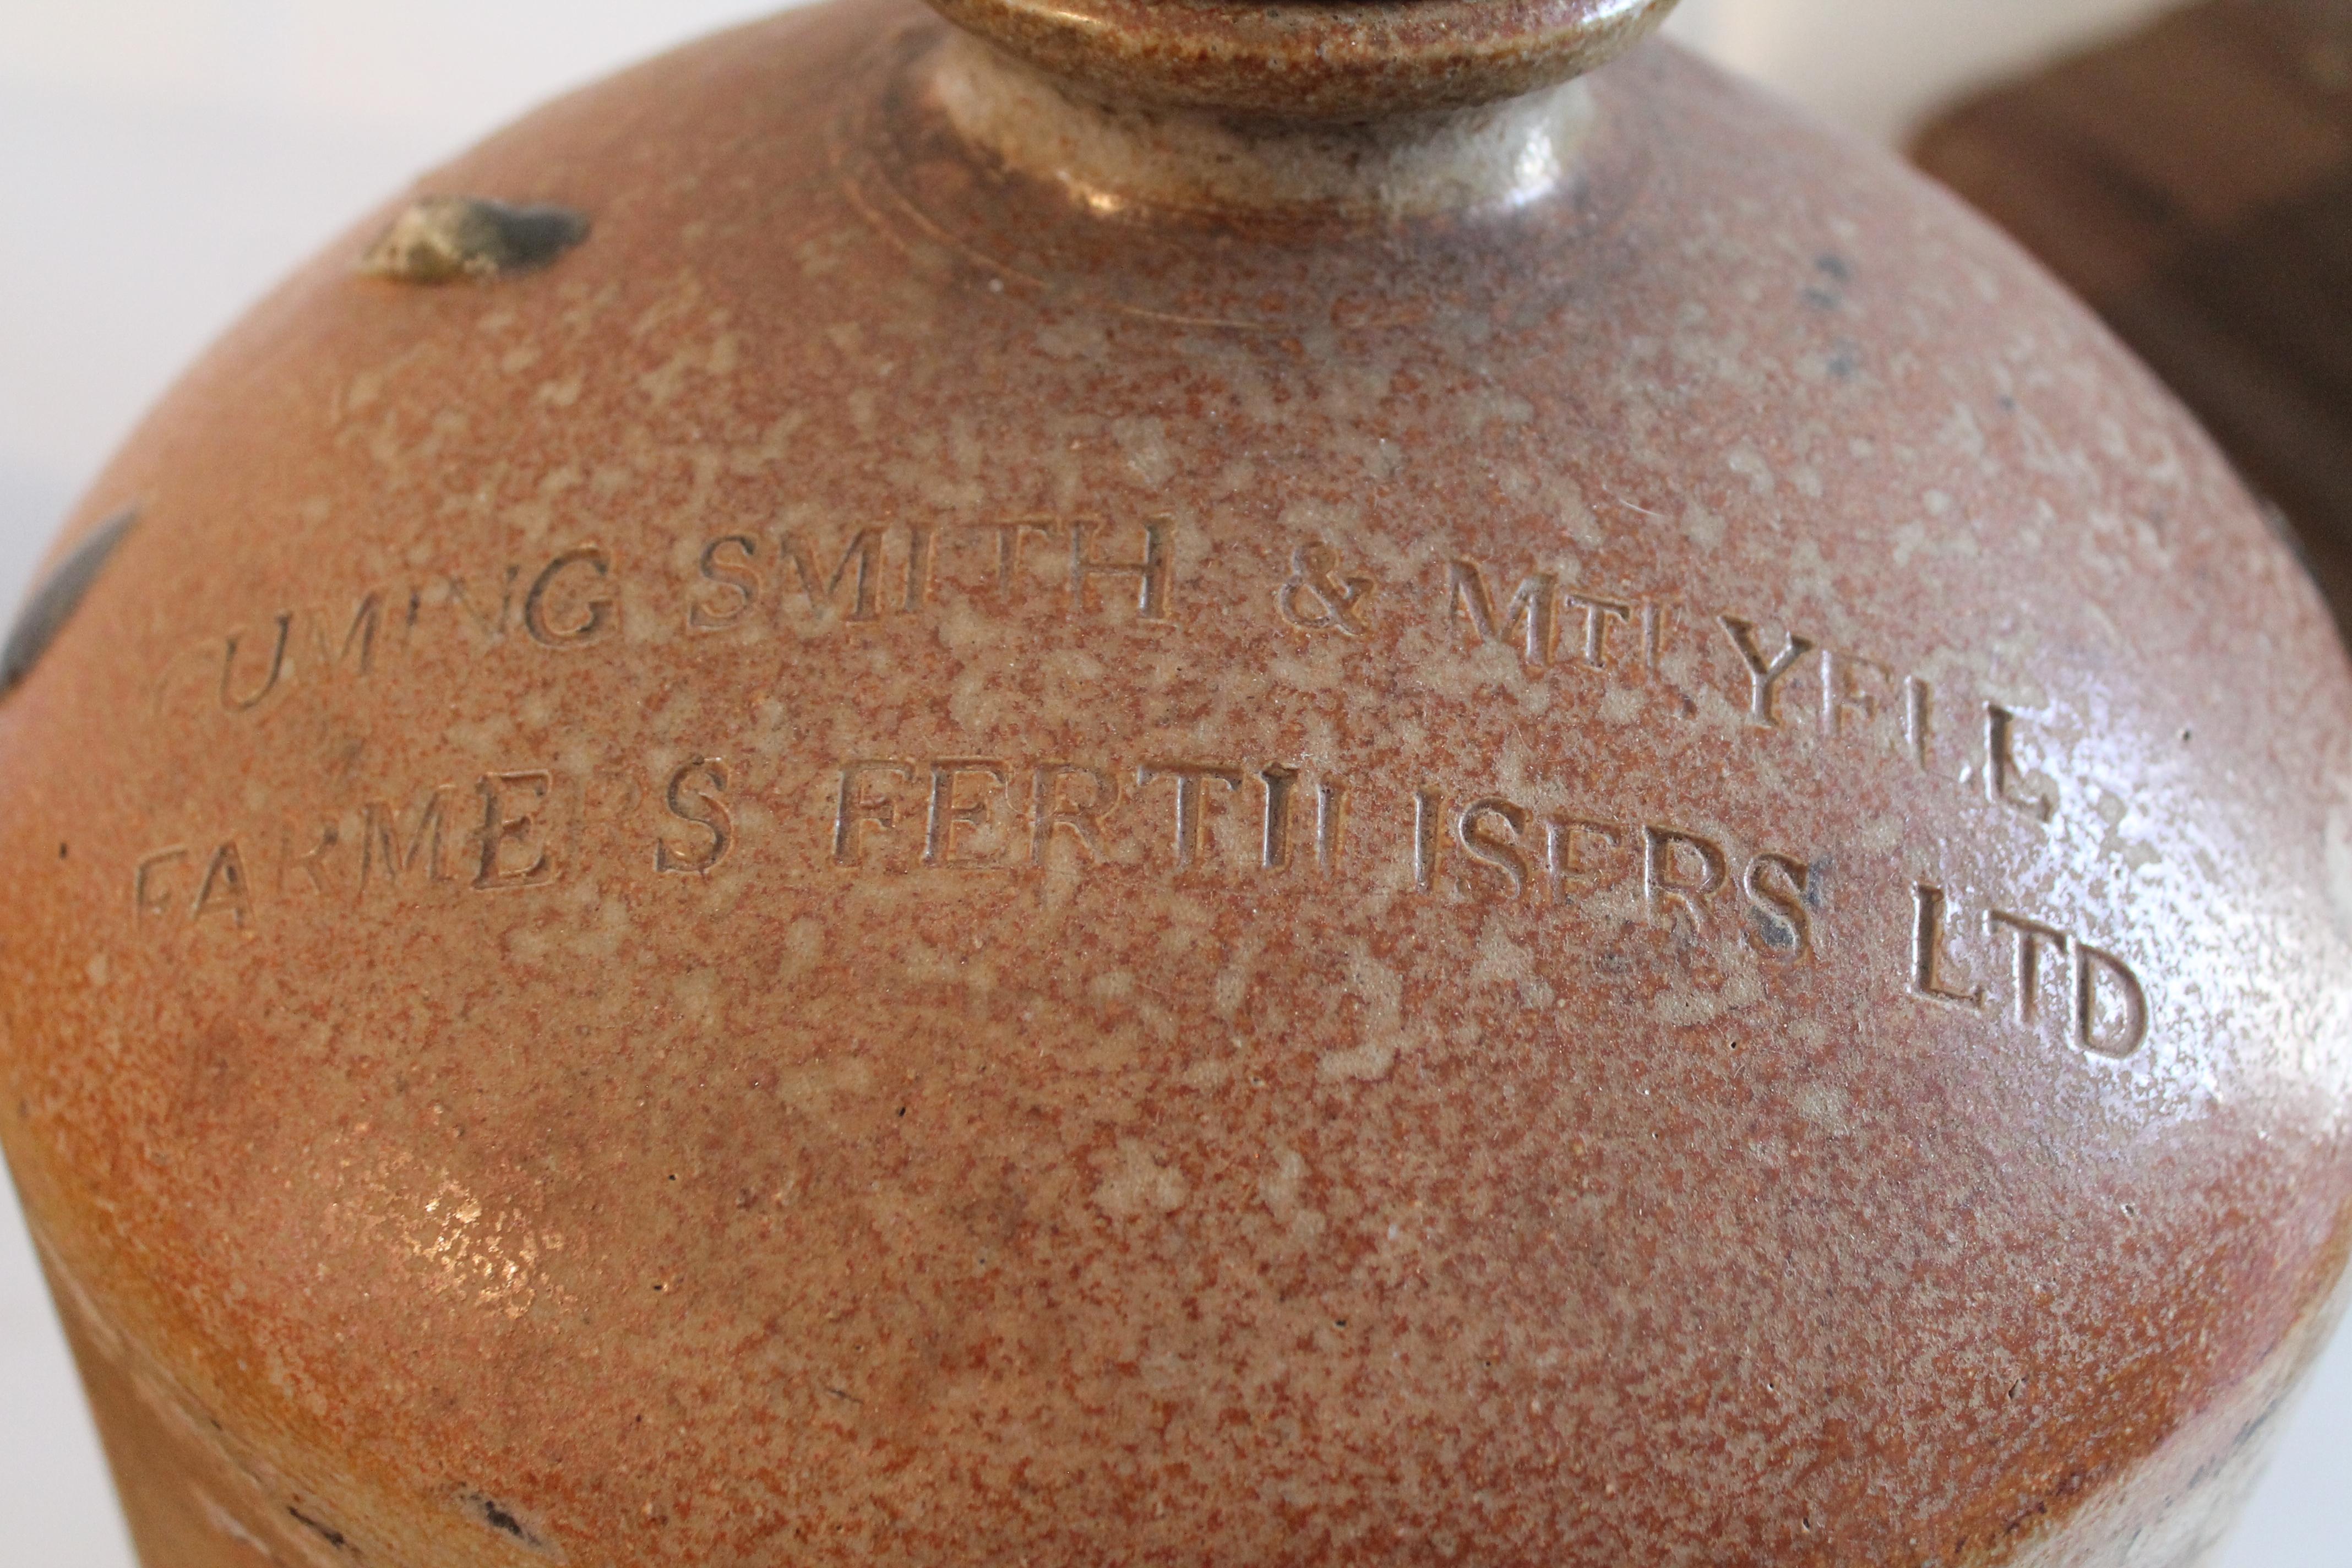 CUMING SMITH & MT LYELL
FARMERS FERTILISERS LTD